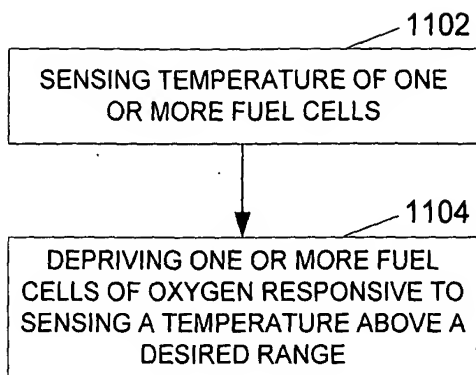 1102
SENSING TEMPERATURE OF ONE
OR MORE FUEL CELLS
1104
DEPRIVING ONE OR MORE FUEL
CELLS OF OXYGEN RESPONSIVE TO
SENSING A TEMPERATURE ABOVE A
DESIRED RANGE